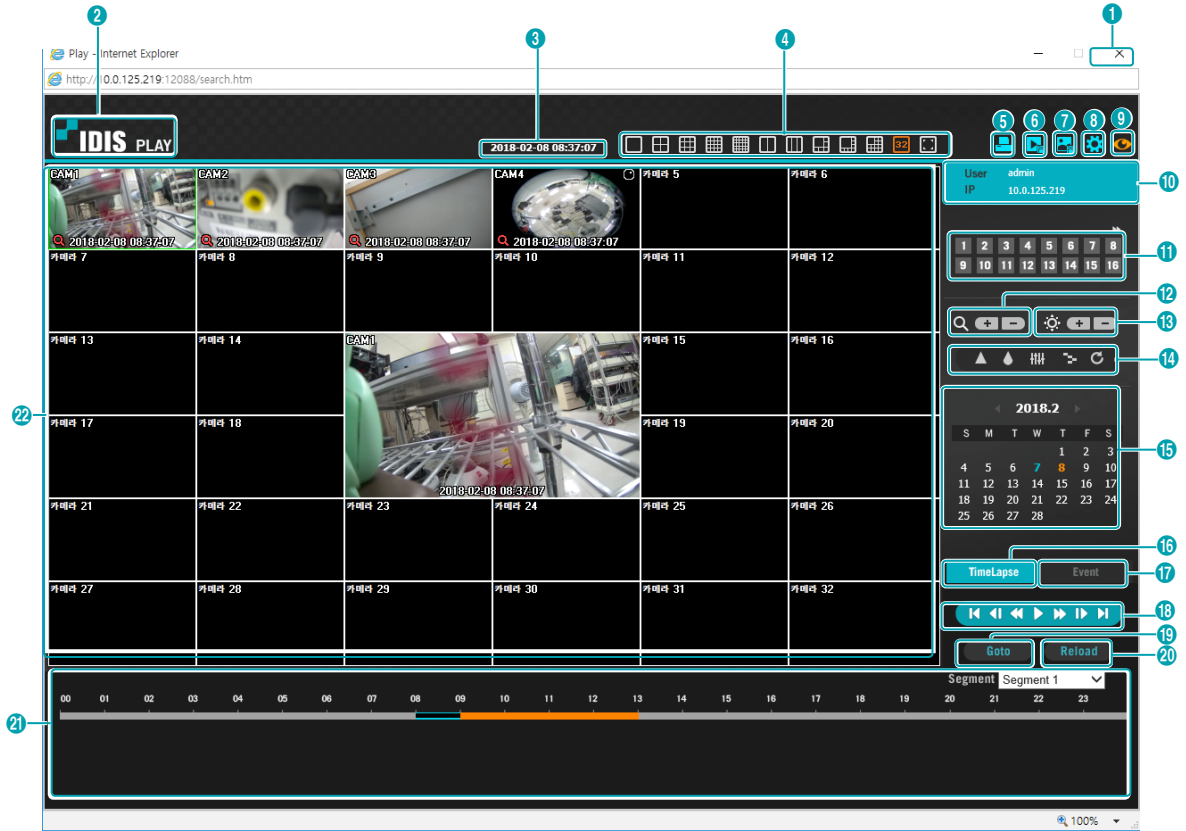 2
1
3
4
Play - Internet Explorer
http://10.0.125.219:12088/search.htm
5 6 7 8 9
IDIS PLAY
2018-02-08 08:37:07
32
User admin
IP 10.0.125.219
10
CAM1 CAM2 CAM3 CAM4 카메라 5 카메라 6
2018-02-08 08:37:07 2018-02-08 08:37:07 2018-02-08 08:37:07 2018-02-08 08:37:07
1 2 3 4 5 6 7 8
9 10 11 12 13 14 15 16
11
카메라 7 카메라 8 카메라 9 카메라 10 카메라 11 카메라 12
12
13
카메라 13 카메라 14 CAM1 카메라 15 카메라 16
14
22
카메라 17 카메라 18 카메라 19 카메라 20
2018-02-08 08:37:07
2018.2
S M T W T F S
1 2 3
4 5 6 7 8 9 10
11 12 13 14 15 16 17
18 19 20 21 22 23 24
25 26 27 28
15
카메라 21 카메라 22 카메라 23 카메라 24 카메라 25 카메라 26
16
TimeLapse Event
17
카메라 27 카메라 28 카메라 29 카메라 30 카메라 31 카메라 32
18
19
Goto Reload
20
Segment Segment 1
00 01 02 03 04 05 06 07 08 09 10 11 12 13 14 15 16 17 18 19 20 21 22 23
21
100%